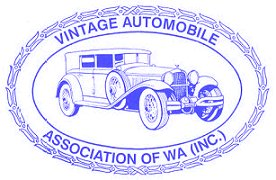 VINTAGE AUTOMOBILE
ASSOCIATION OF WA (INC.)